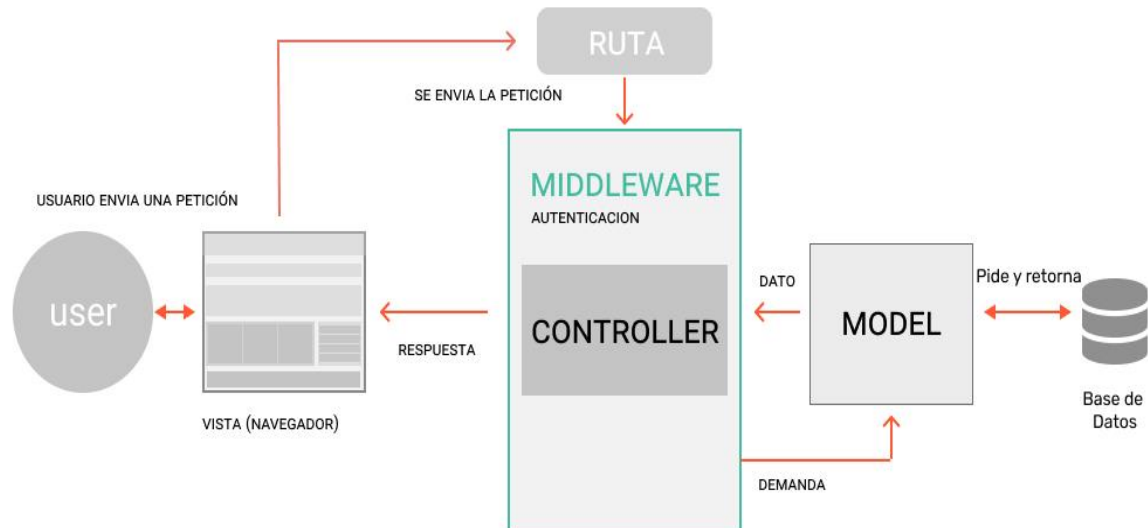 RUTA
SE ENVIA LA PETICIÓN
USUARIO ENVIA UNA PETICIÓN
user
VISTA (NAVEGADOR)
RESPUESTA
MIDDLEWARE
AUTENTICACION
CONTROLLER
DATO
MODEL
DEMANDA
Pide y retorna
Base de
Datos